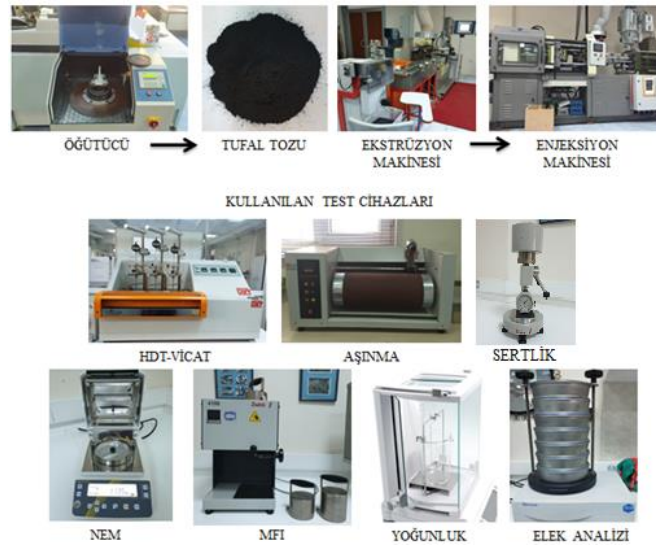 ÖĞÜTÜCÜ
TUFAL TOZU
EKSTRÜZYON
MAKİNESİ
ENJEKSİYON
MAKİNESİ
KULLANILAN TEST CİHAZLARI
HDT-VİCAT
AŞINMA
SERTLİK
NEM
MFI
YOĞUNLUK
ELEK ANALİZİ